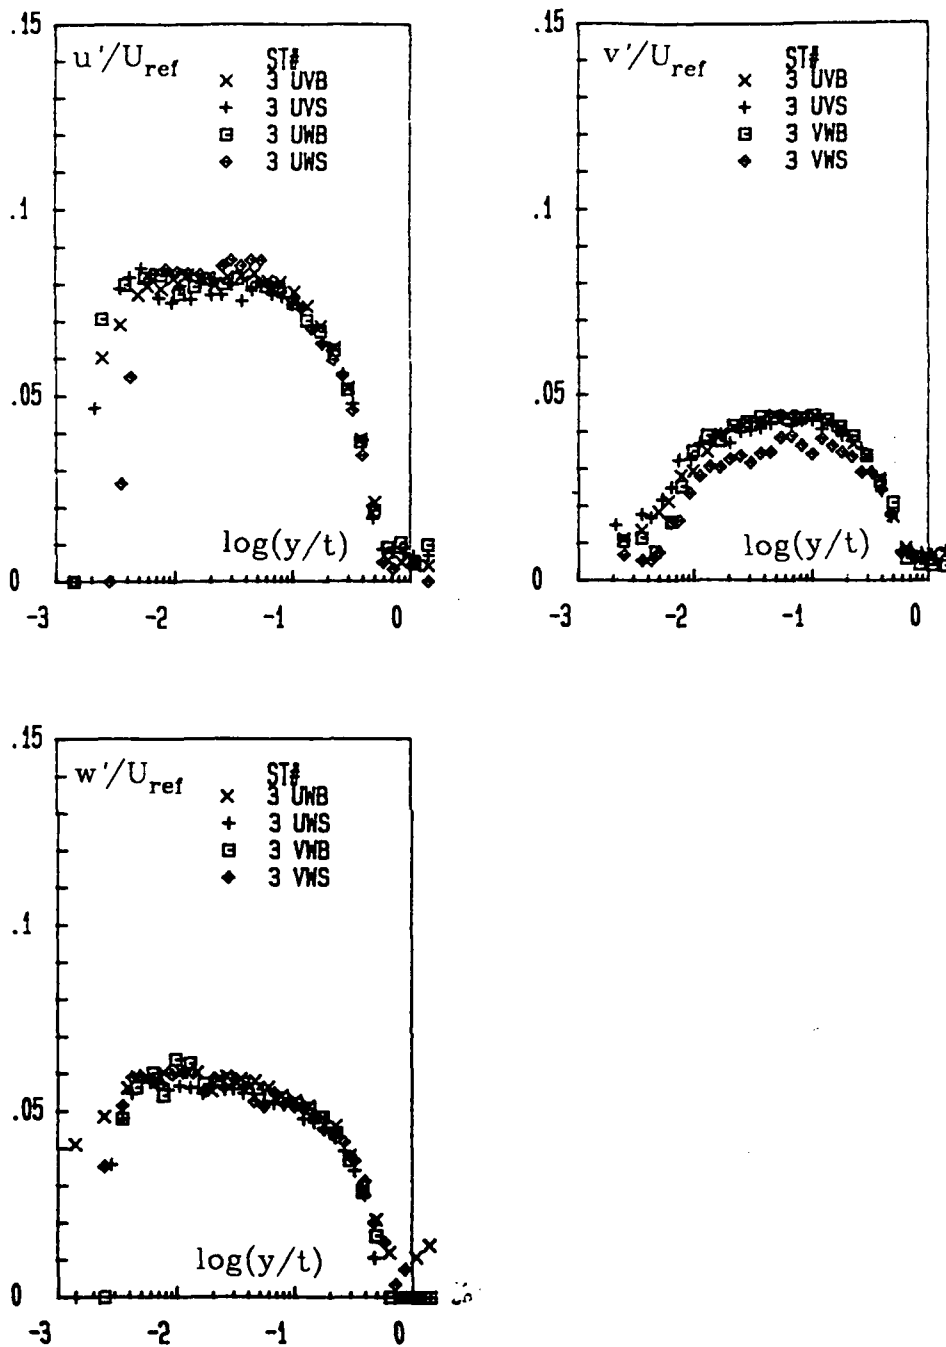 .15
u′/U_ref
ST#
× 3 UVB
+ 3 UVS
⊡ 3 UWB
◇ 3 UWS
.1
.05
0
log(y/t)
-3 -2 -1 0
.15
v′/U_ref
ST#
× 3 UVB
+ 3 UVS
⊡ 3 VWB
◈ 3 VWS
.1
.05
0
log(y/t)
-3 -2 -1 0
.15
w′/U_ref
ST#
× 3 UWB
+ 3 UWS
⊡ 3 VWB
◈ 3 VWS
.1
.05
0
log(y/t)
-3 -2 -1 0